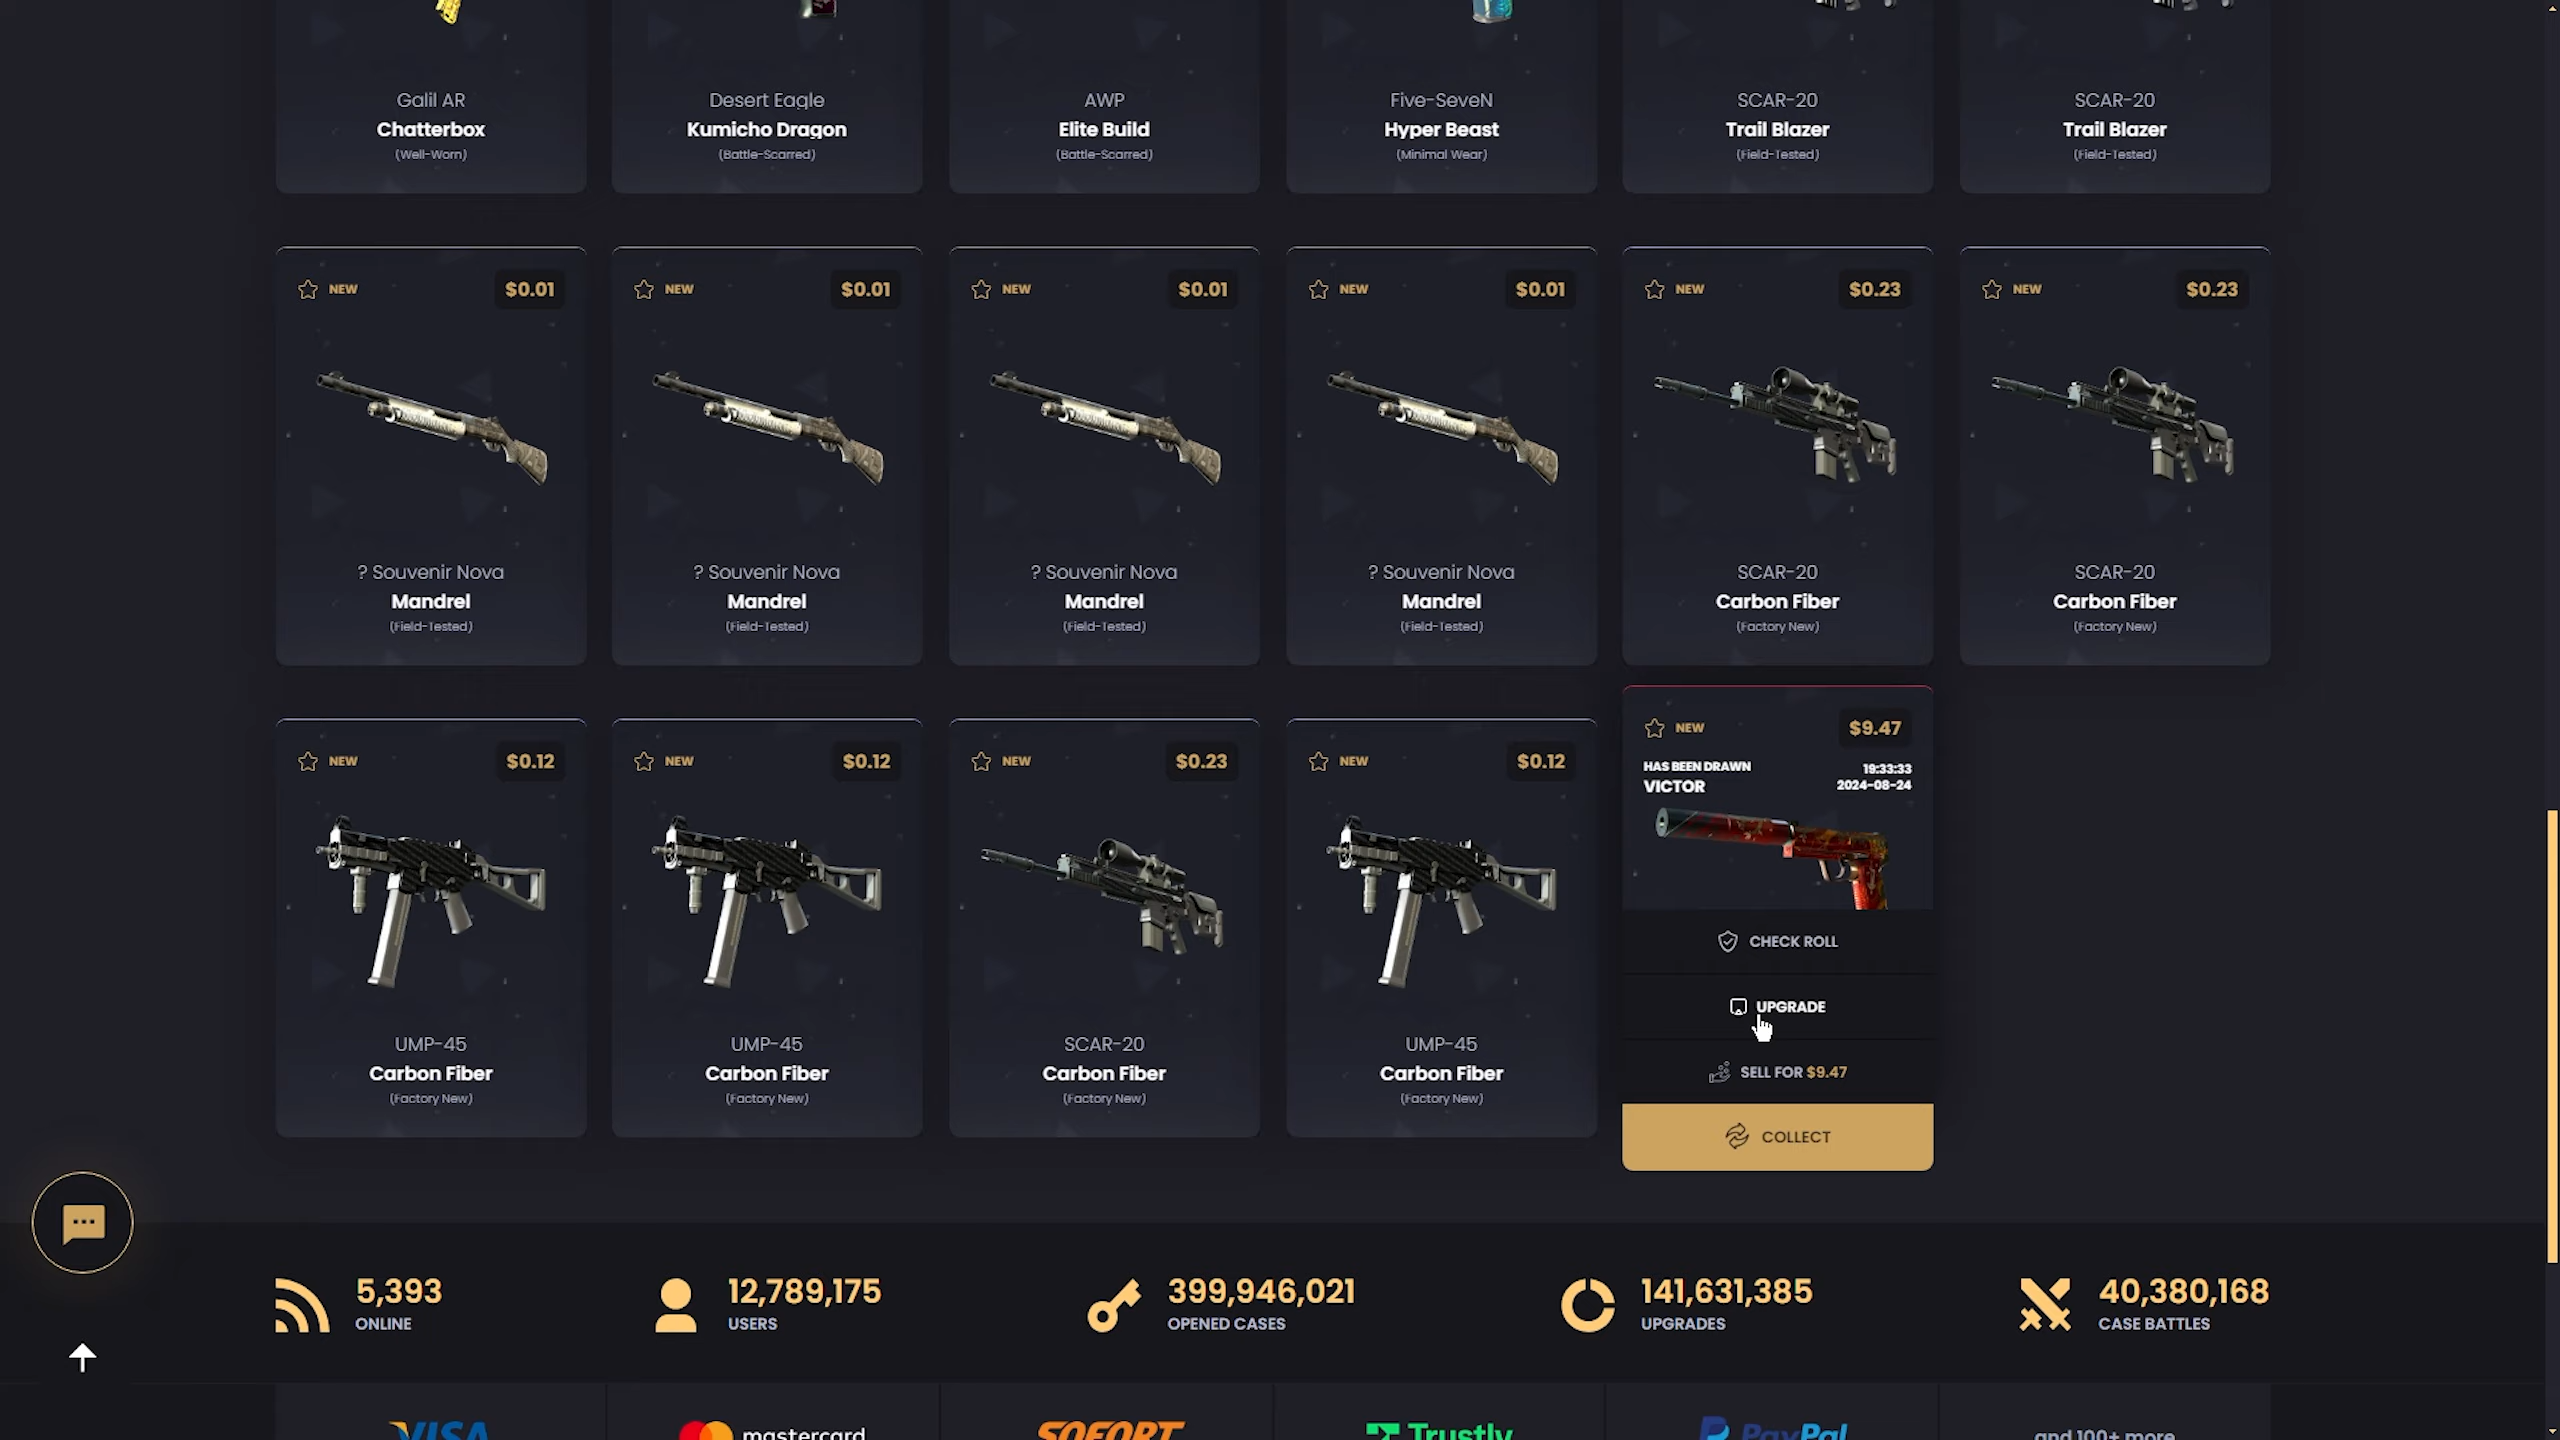 Galil AR
Chatterbox
(Well-Worn)
Desert Eagle
Kumicho Dragon
(Battle-Scarred)
AWP
Elite Build
(Battle-Scarred)
Five-SeveN
Hyper Beast
(Minimal Wear)
SCAR-20
Trail Blazer
(Field-Tested)
SCAR-20
Trail Blazer
(Field-Tested)
NEW $0.01
? Souvenir Nova
Mandrel
(Field-Tested)
NEW $0.01
? Souvenir Nova
Mandrel
(Field-Tested)
NEW $0.01
? Souvenir Nova
Mandrel
(Field-Tested)
NEW $0.01
? Souvenir Nova
Mandrel
(Field-Tested)
NEW $0.23
SCAR-20
Carbon Fiber
(Factory New)
NEW $0.23
SCAR-20
Carbon Fiber
(Factory New)
NEW $0.12
UMP-45
Carbon Fiber
(Factory New)
NEW $0.12
UMP-45
Carbon Fiber
(Factory New)
NEW $0.23
SCAR-20
Carbon Fiber
(Factory New)
NEW $0.12
UMP-45
Carbon Fiber
(Factory New)
NEW $9.47
HAS BEEN DRAWN 19:33:33
VICTOR 2024-08-24
CHECK ROLL
UPGRADE
SELL FOR $9.47
COLLECT
5,393
ONLINE
12,789,175
USERS
399,946,021
OPENED CASES
141,631,385
UPGRADES
40,380,168
CASE BATTLES
VISA
mastercard
SOFORT
Trustly
PayPal
and 100+ more